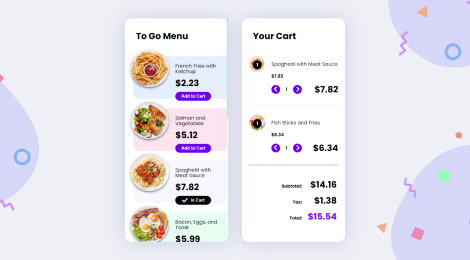 To Go Menu
French Fries with
Ketchup
$2.23
Add to Cart
Salmon and
Vegetables
$5.12
Add to Cart
Spaghetti with
Meat Sauce
$7.82
In Cart
Bacon, Eggs, and
Toast
$5.99
Your Cart
1
Spaghetti with Meat Sauce
$7.82
1
$7.82
1
Fish Sticks and Fries
$6.34
1
$6.34
Subtotal: $14.16
Tax: $1.38
Total: $15.54